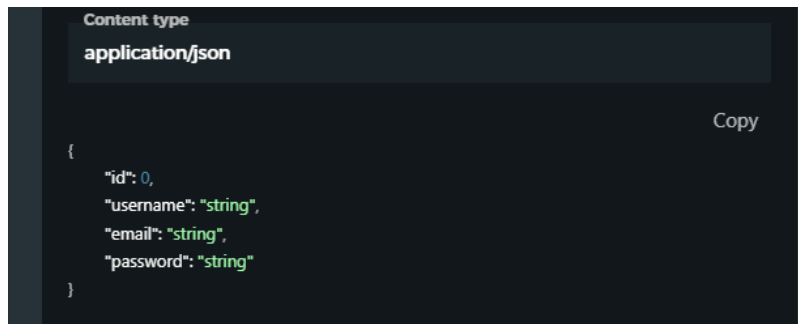 Content type
application/json
Copy
{
"id": 0,
"username": "string",
"email": "string",
"password": "string"
}